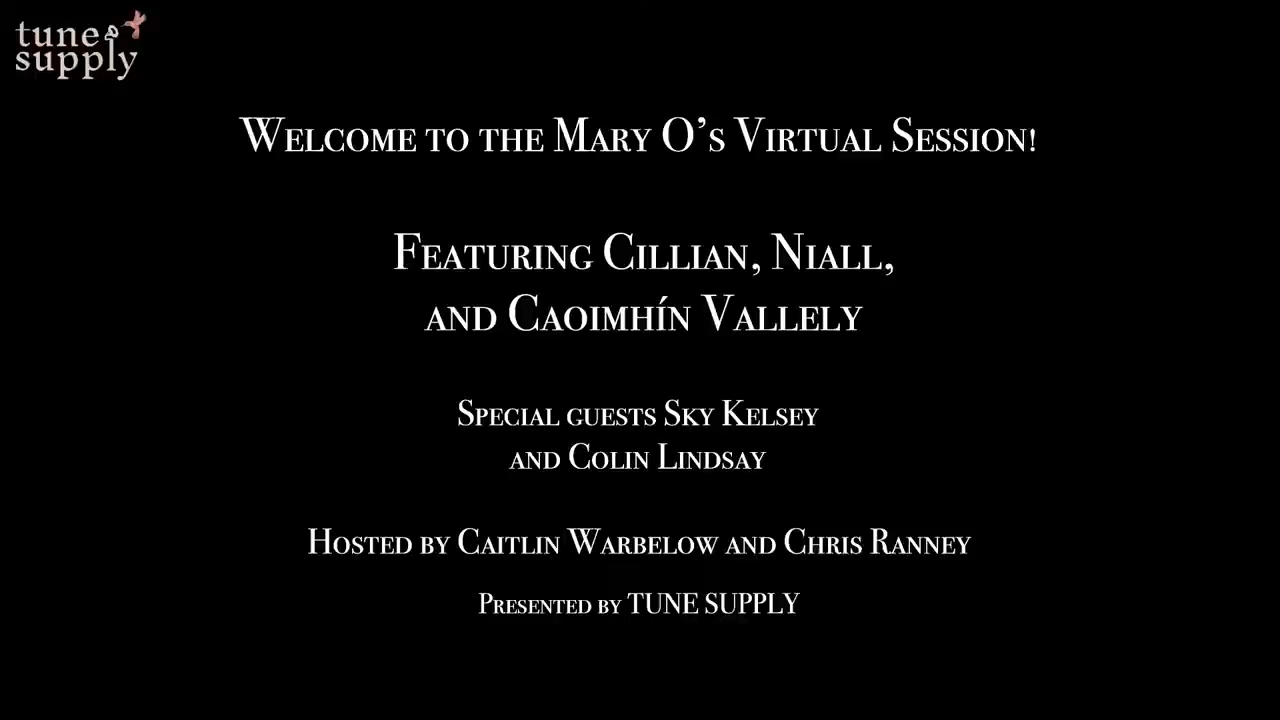 tune
supply
Welcome to the Mary O's Virtual Session!
Featuring Cillian, Niall,
and Caoimhín Vallely
Special guests Sky Kelsey
and Colin Lindsay
Hosted by Caitlin Warbelow and Chris Ranney
Presented by TUNE SUPPLY